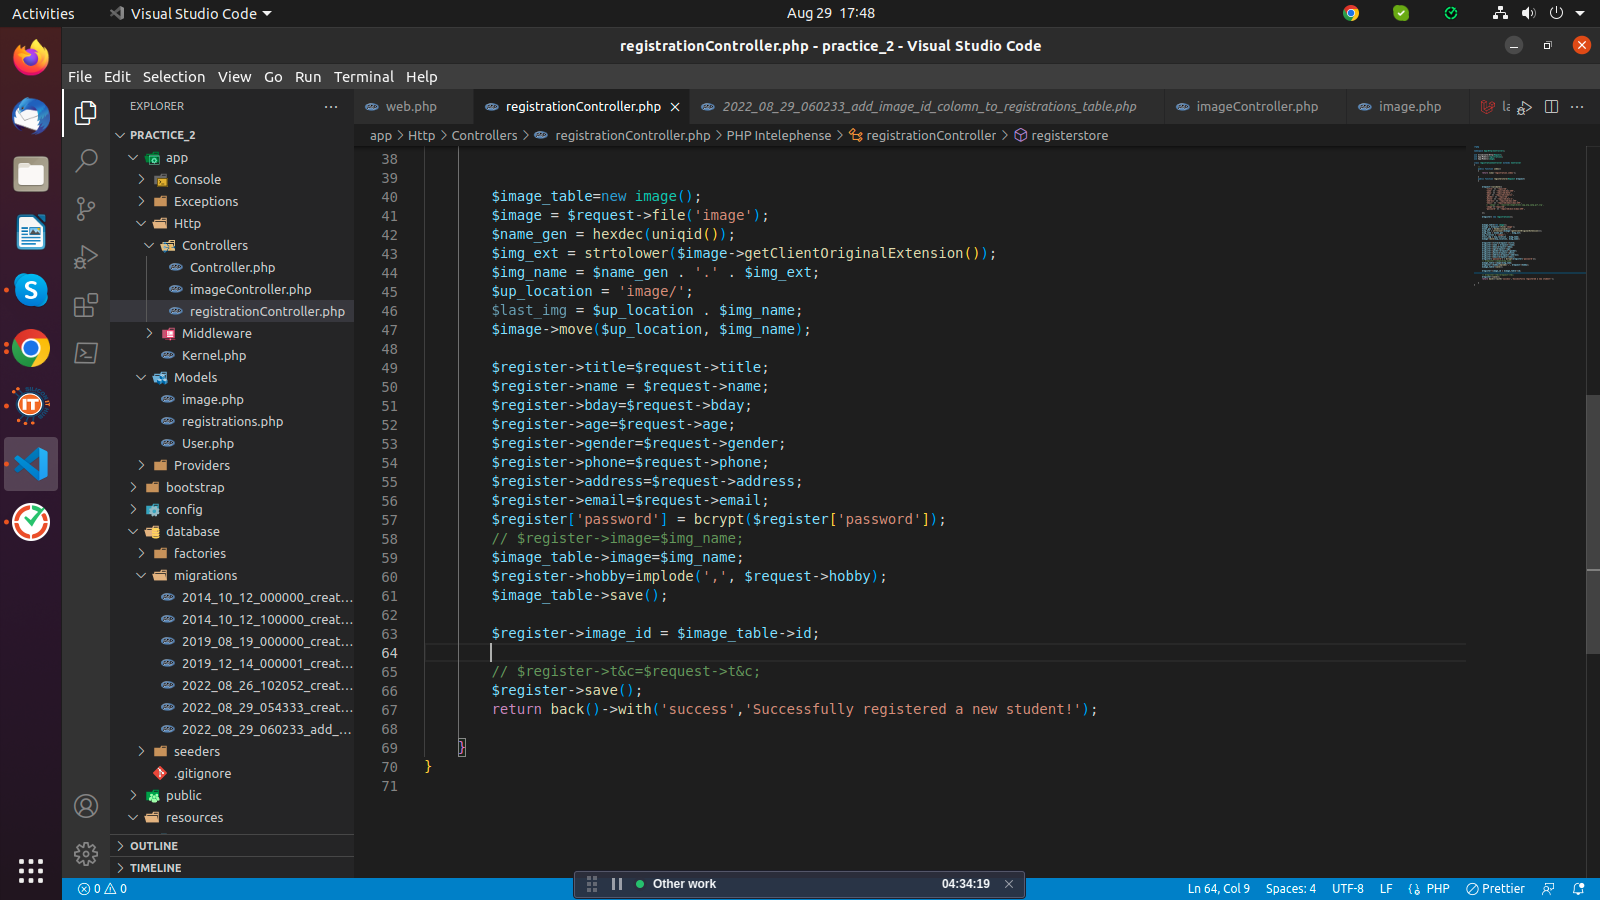 Activities
Visual Studio Code
Aug 29 17:48
registrationController.php - practice_2 - Visual Studio Code
File Edit Selection View Go Run Terminal Help
EXPLORER
web.php
registrationController.php
2022_08_29_060233_add_image_id_colomn_to_registrations_table.php
imageController.php
image.php
app > Http > Controllers > registrationController.php > PHP Intelephense > registrationController > registerstore
PRACTICE_2
app
Console
Exceptions
Http
Controllers
Controller.php
imageController.php
registrationController.php
Middleware
Kernel.php
Models
image.php
registrations.php
User.php
Providers
bootstrap
config
database
factories
migrations
2014_10_12_000000_creat...
2014_10_12_100000_creat...
2019_08_19_000000_creat...
2019_12_14_000001_creat...
2022_08_26_102052_creat...
2022_08_29_054333_creat...
2022_08_29_060233_add_...
seeders
.gitignore
public
resources
OUTLINE
TIMELINE
38
39
40 $image_table=new image();
41 $image = $request->file('image');
42 $name_gen = hexdec(uniqid());
43 $img_ext = strtolower($image->getClientOriginalExtension());
44 $img_name = $name_gen . '.' . $img_ext;
45 $up_location = 'image/';
46 $last_img = $up_location . $img_name;
47 $image->move($up_location, $img_name);
48
49 $register->title=$request->title;
50 $register->name = $request->name;
51 $register->bday=$request->bday;
52 $register->age=$request->age;
53 $register->gender=$request->gender;
54 $register->phone=$request->phone;
55 $register->address=$request->address;
56 $register->email=$request->email;
57 $register['password'] = bcrypt($register['password']);
58 // $register->image=$img_name;
59 $image_table->image=$img_name;
60 $register->hobby=implode(',', $request->hobby);
61 $image_table->save();
62
63 $register->image_id = $image_table->id;
64
65 // $register->t&c=$request->t&c;
66 $register->save();
67 return back()->with('success','Successfully registered a new student!');
68
69 }
70 }
71
0 0
Other work 04:34:19
Ln 64, Col 9 Spaces: 4 UTF-8 LF PHP Prettier